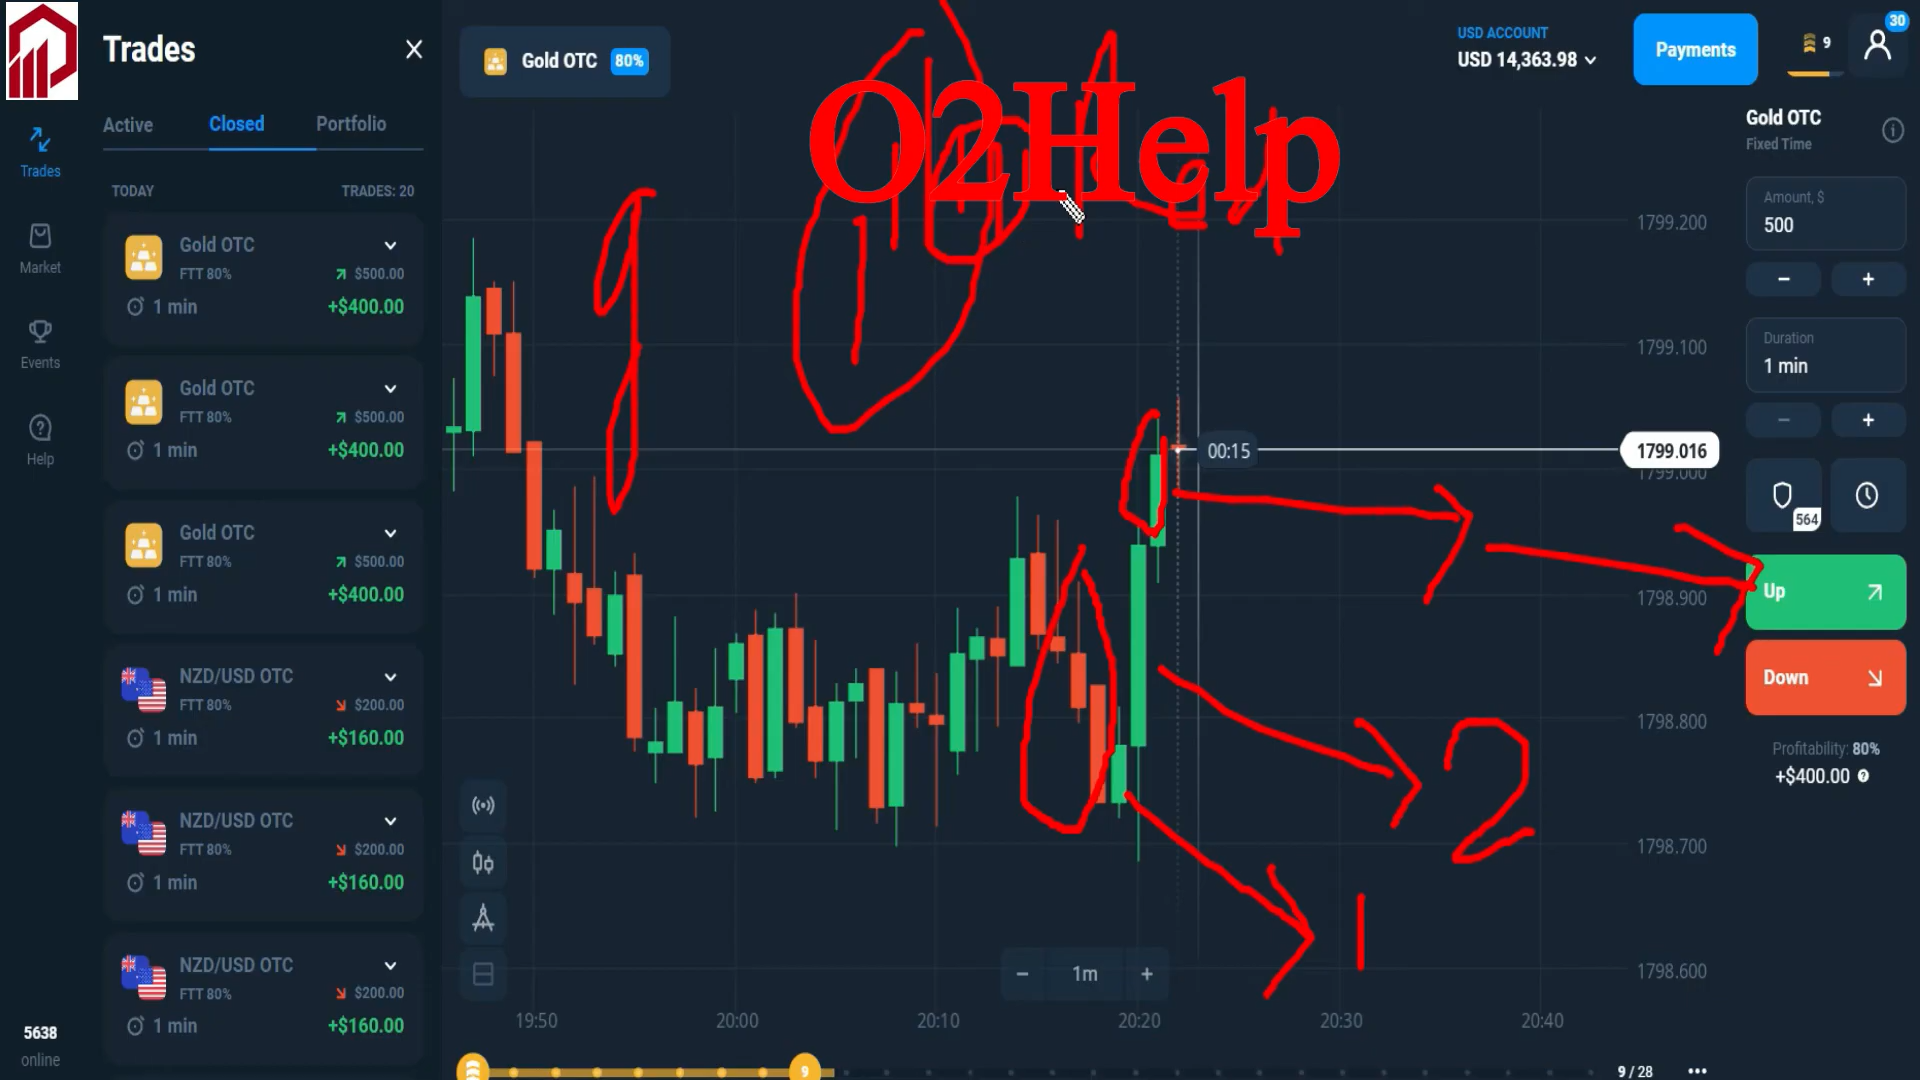 Trades
Active
Closed
Portfolio
TODAY
TRADES: 20
Gold OTC
FTT 80%
$500.00
1 min
+$400.00
Gold OTC
FTT 80%
$500.00
1 min
+$400.00
Gold OTC
FTT 80%
$500.00
1 min
+$400.00
NZD/USD OTC
FTT 80%
$200.00
1 min
+$160.00
NZD/USD OTC
FTT 80%
$200.00
1 min
+$160.00
NZD/USD OTC
FTT 80%
$200.00
1 min
+$160.00
Trades
Market
Events
Help
5638
online
Gold OTC 80%
O2Help
USD ACCOUNT
USD 14,363.98
Payments
9
30
1799.200
1799.100
00:15
1799.016
1799.000
1798.900
1798.800
1798.700
1798.600
2
1
− 1m +
19:50 20:00 20:10 20:20 20:30 20:40
9
9 / 28
Gold OTC
Fixed Time
Amount, $
500
− +
Duration
1 min
− +
564
Up
Down
Profitability: 80%
+$400.00